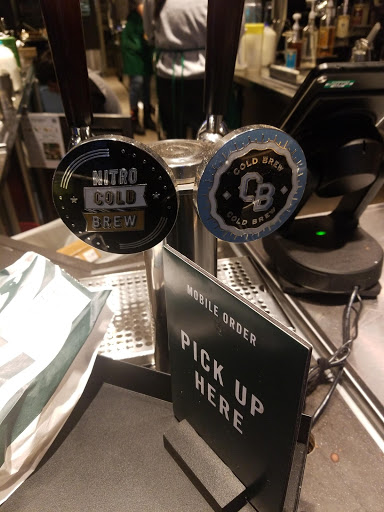 NITRO
COLD
BREW
COLD BREW
CB
COLD BREW
MOBILE ORDER
PICK UP
HERE